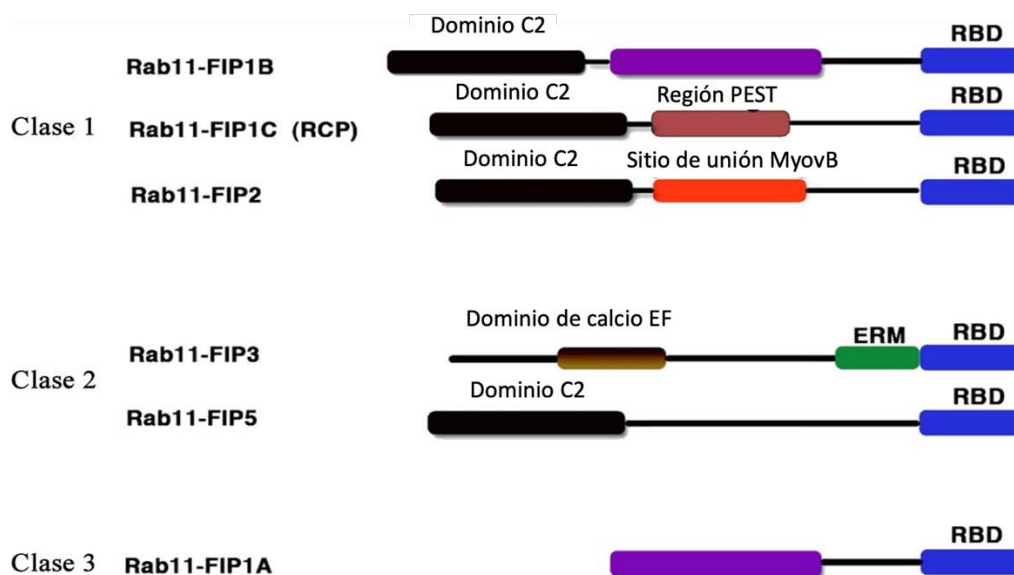 Dominio C2
RBD
Rab11-FIP1B
Dominio C2
Región PEST
RBD
Clase 1
Rab11-FIP1C (RCP)
Dominio C2
Sitio de unión MyovB
RBD
Rab11-FIP2
Dominio de calcio EF
ERM
RBD
Rab11-FIP3
Clase 2
Dominio C2
RBD
Rab11-FIP5
RBD
Clase 3
Rab11-FIP1A